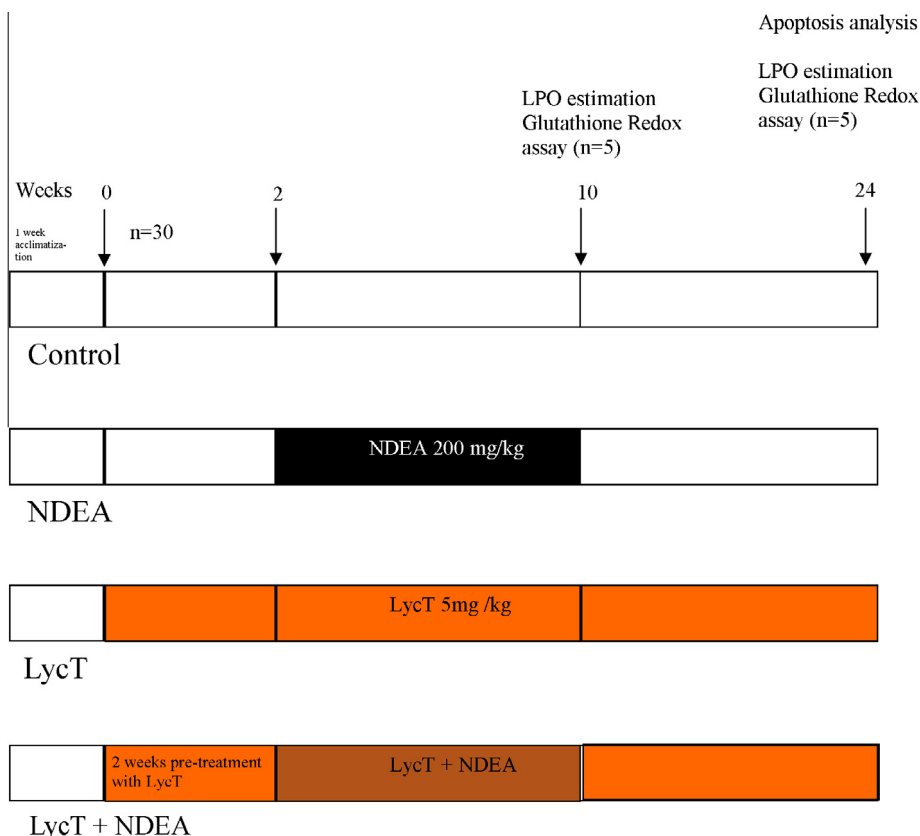 Apoptosis analysis
LPO estimation
Glutathione Redox
assay (n=5)
LPO estimation
Glutathione Redox
assay (n=5)
Weeks 0 2 10 24
1 week
acclimatiza-
tion
n=30
Control
NDEA 200 mg/kg
NDEA
LycT 5mg /kg
LycT
2 weeks pre-treatment
with LycT
LycT + NDEA
LycT + NDEA